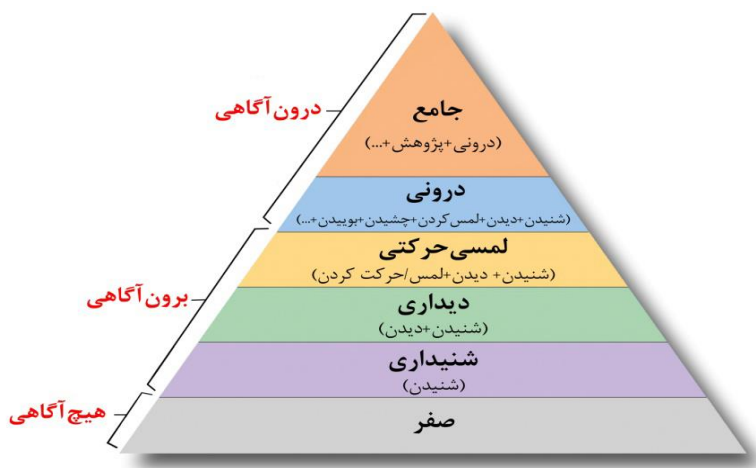 درون‌آگاهی
جامع
(درونی+پژوهش+...)
درونی
(شنیدن+دیدن+لمس‌کردن+چشیدن+بوییدن+...)
برون‌آگاهی
لمسی‌حرکتی
(شنیدن+ دیدن+لمس/حرکت کردن)
دیداری
(شنیدن+دیدن)
شنیداری
(شنیدن)
هیچ‌آگاهی
صفر